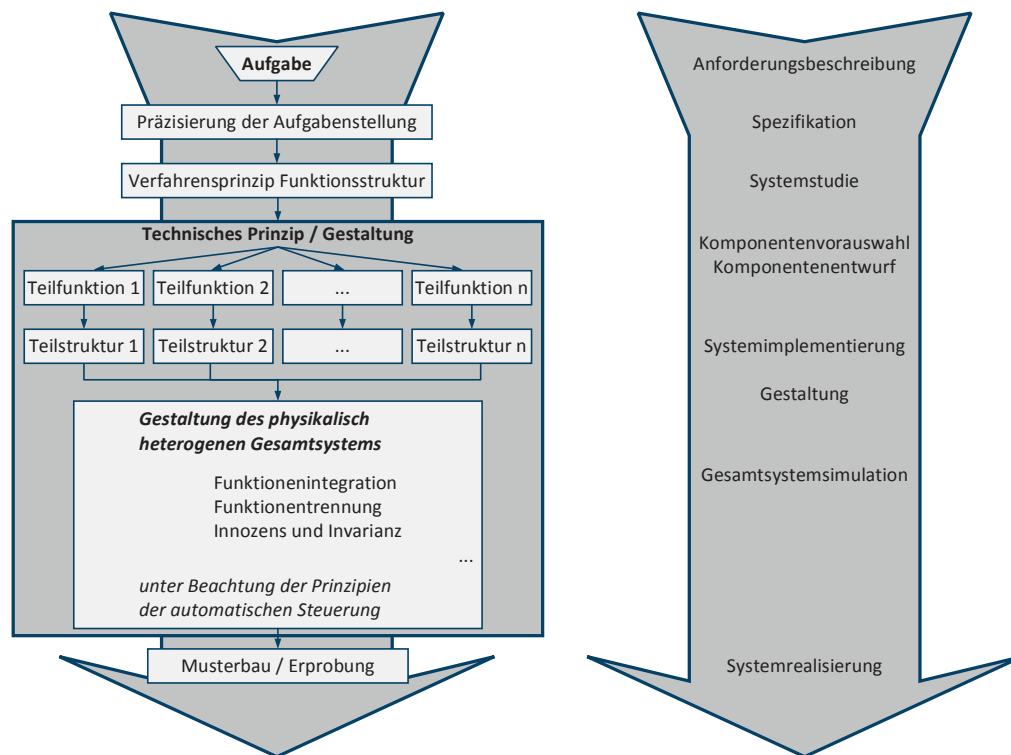 Aufgabe
Präzisierung der Aufgabenstellung
Verfahrensprinzip Funktionsstruktur
Technisches Prinzip / Gestaltung
Teilfunktion 1
Teilfunktion 2
...
Teilfunktion n
Teilstruktur 1
Teilstruktur 2
...
Teilstruktur n
Gestaltung des physikalisch
heterogenen Gesamtsystems
Funktionenintegration
Funktionentrennung
Innozens und Invarianz
...
unter Beachtung der Prinzipien
der automatischen Steuerung
Musterbau / Erprobung
Anforderungsbeschreibung
Spezifikation
Systemstudie
Komponentenvorauswahl
Komponentenentwurf
Systemimplementierung
Gestaltung
Gesamtsystemsimulation
Systemrealisierung